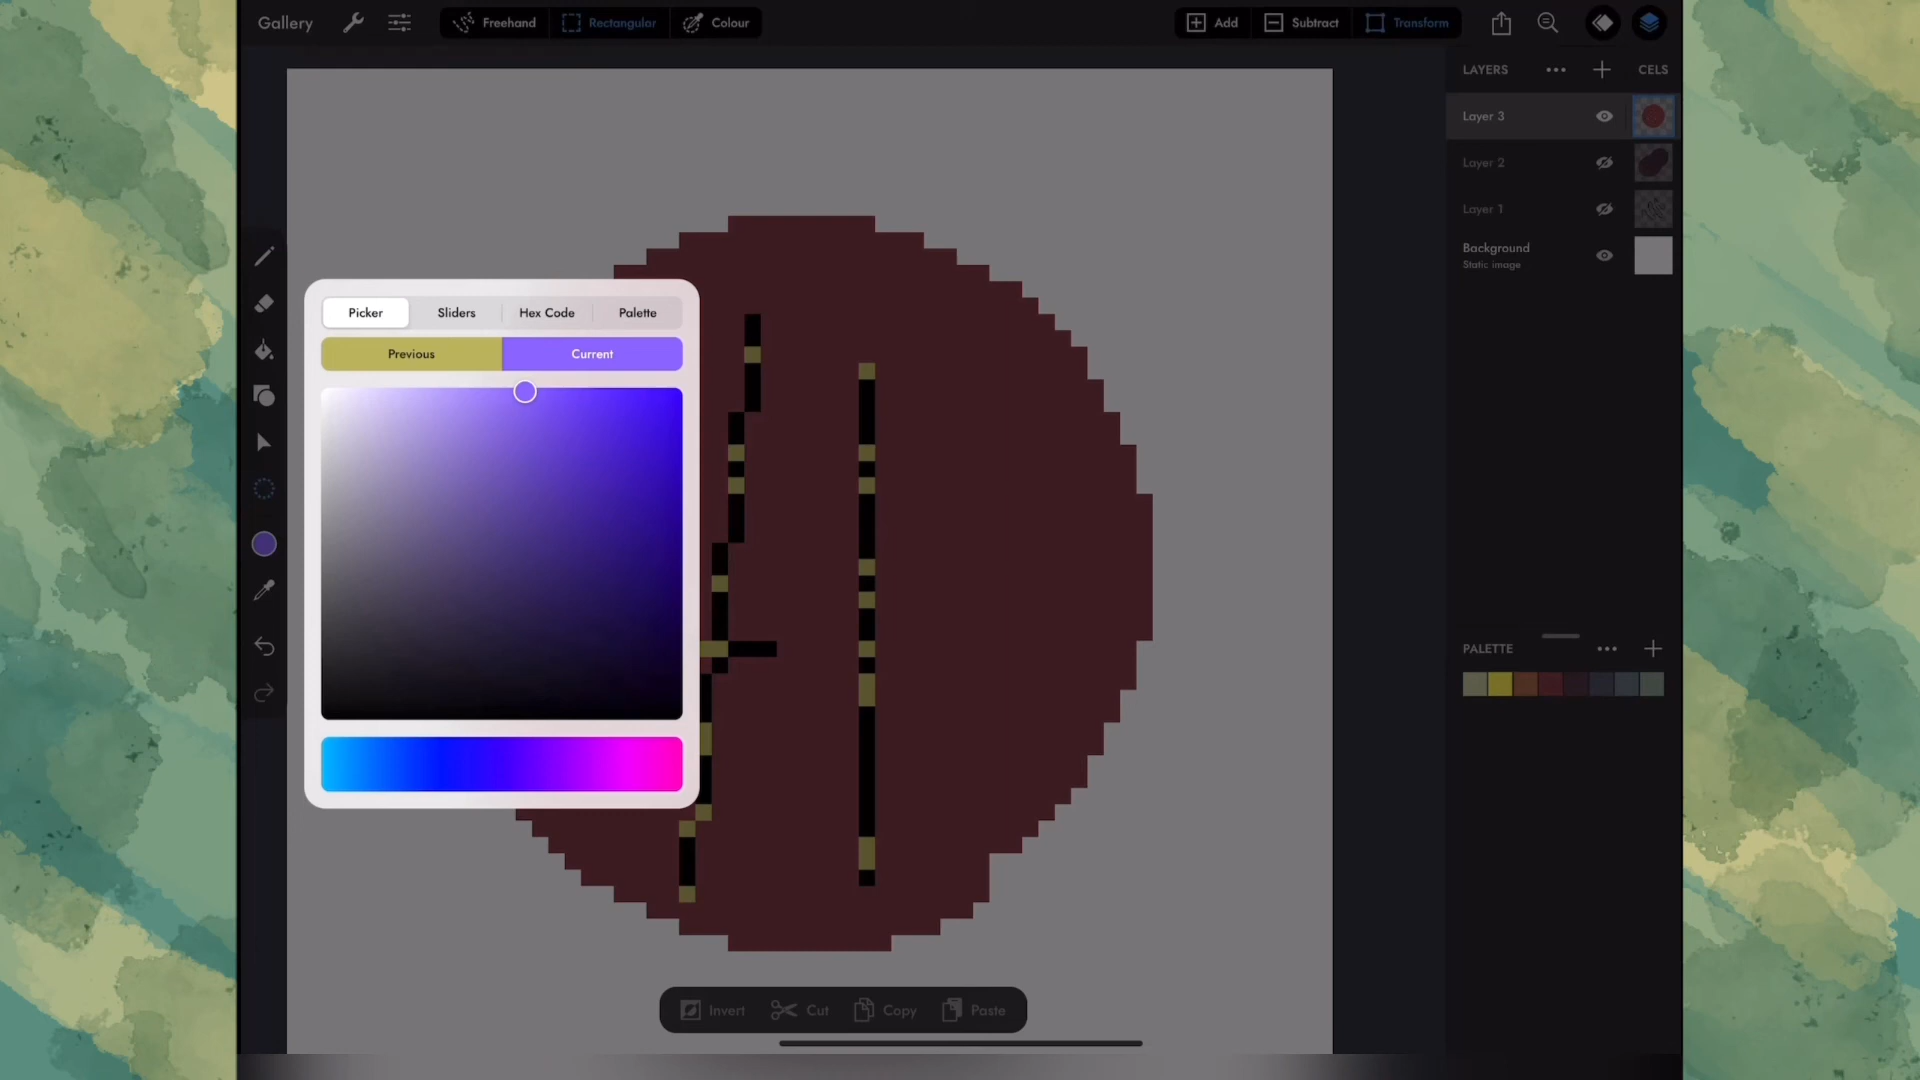 Gallery
Freehand
Rectangular
Colour
Add
Subtract
Transform
LAYERS
CELS
Layer 3
Layer 2
Layer 1
Background
Static image
Picker
Sliders
Hex Code
Palette
Previous
Current
PALETTE
Invert
Cut
Copy
Paste